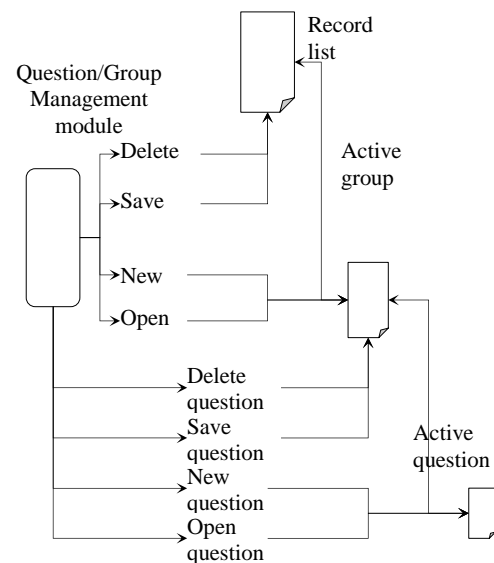 Record
list
Question/Group
Management
module
Delete
Active
group
Save
New
Open
Delete
question
Save
question
Active
question
New
question
Open
question